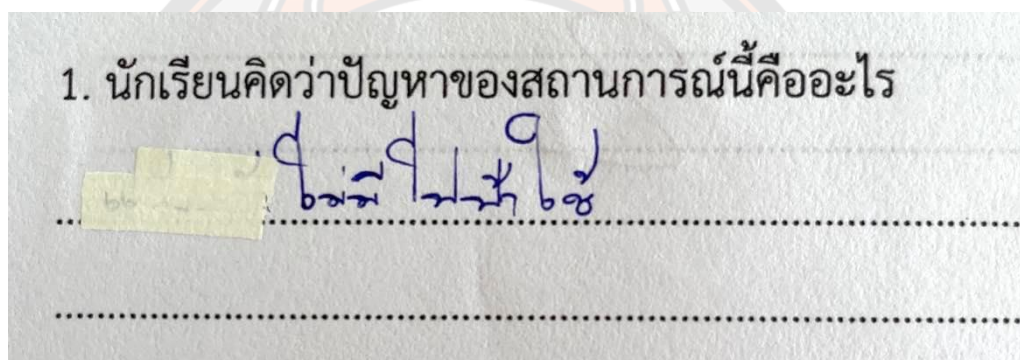 1. นักเรียนคิดว่าปัญหาของสถานการณ์นี้คืออะไร
ไม่มีไฟฟ้าใช้